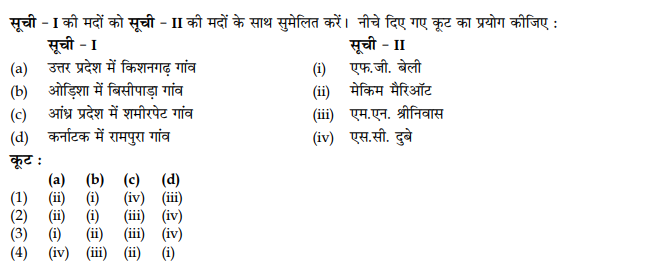 सूची - I की मदों को सूची - II की मदों के साथ सुमेलित करें। नीचे दिए गए कूट का प्रयोग कीजिए :
सूची - I सूची - II
(a) उत्तर प्रदेश में किशनगढ़ गांव (i) एफ.जी. बेली
(b) ओड़िशा में बिसीपाड़ा गांव (ii) मेकिम मैरिऑट
(c) आंध्र प्रदेश में शमीरपेट गांव (iii) एम.एन. श्रीनिवास
(d) कर्नाटक में रामपुरा गांव (iv) एस.सी. दुबे
कूट :
(a) (b) (c) (d)
(1) (ii) (i) (iv) (iii)
(2) (ii) (i) (iii) (iv)
(3) (i) (ii) (iii) (iv)
(4) (iv) (iii) (ii) (i)